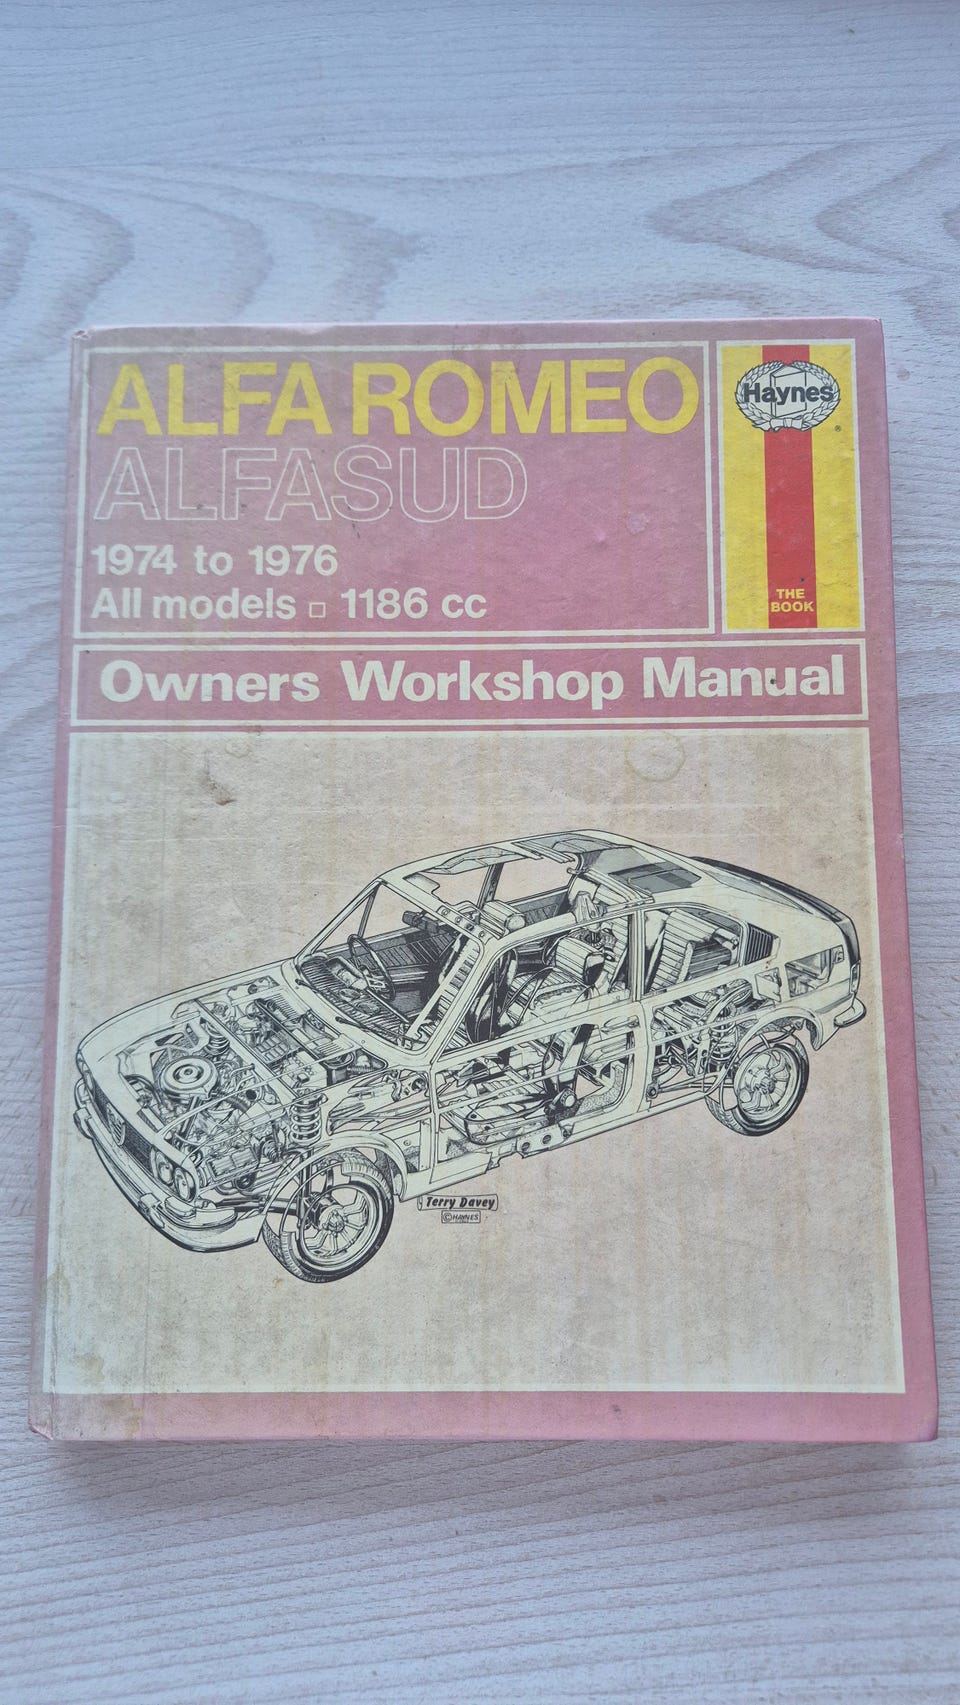 ALFA ROMEO
ALFASUD
1974 to 1976
All models □ 1186 cc
Haynes
®
THE
BOOK
Owners Workshop Manual
Terry Davey
© HAYNES